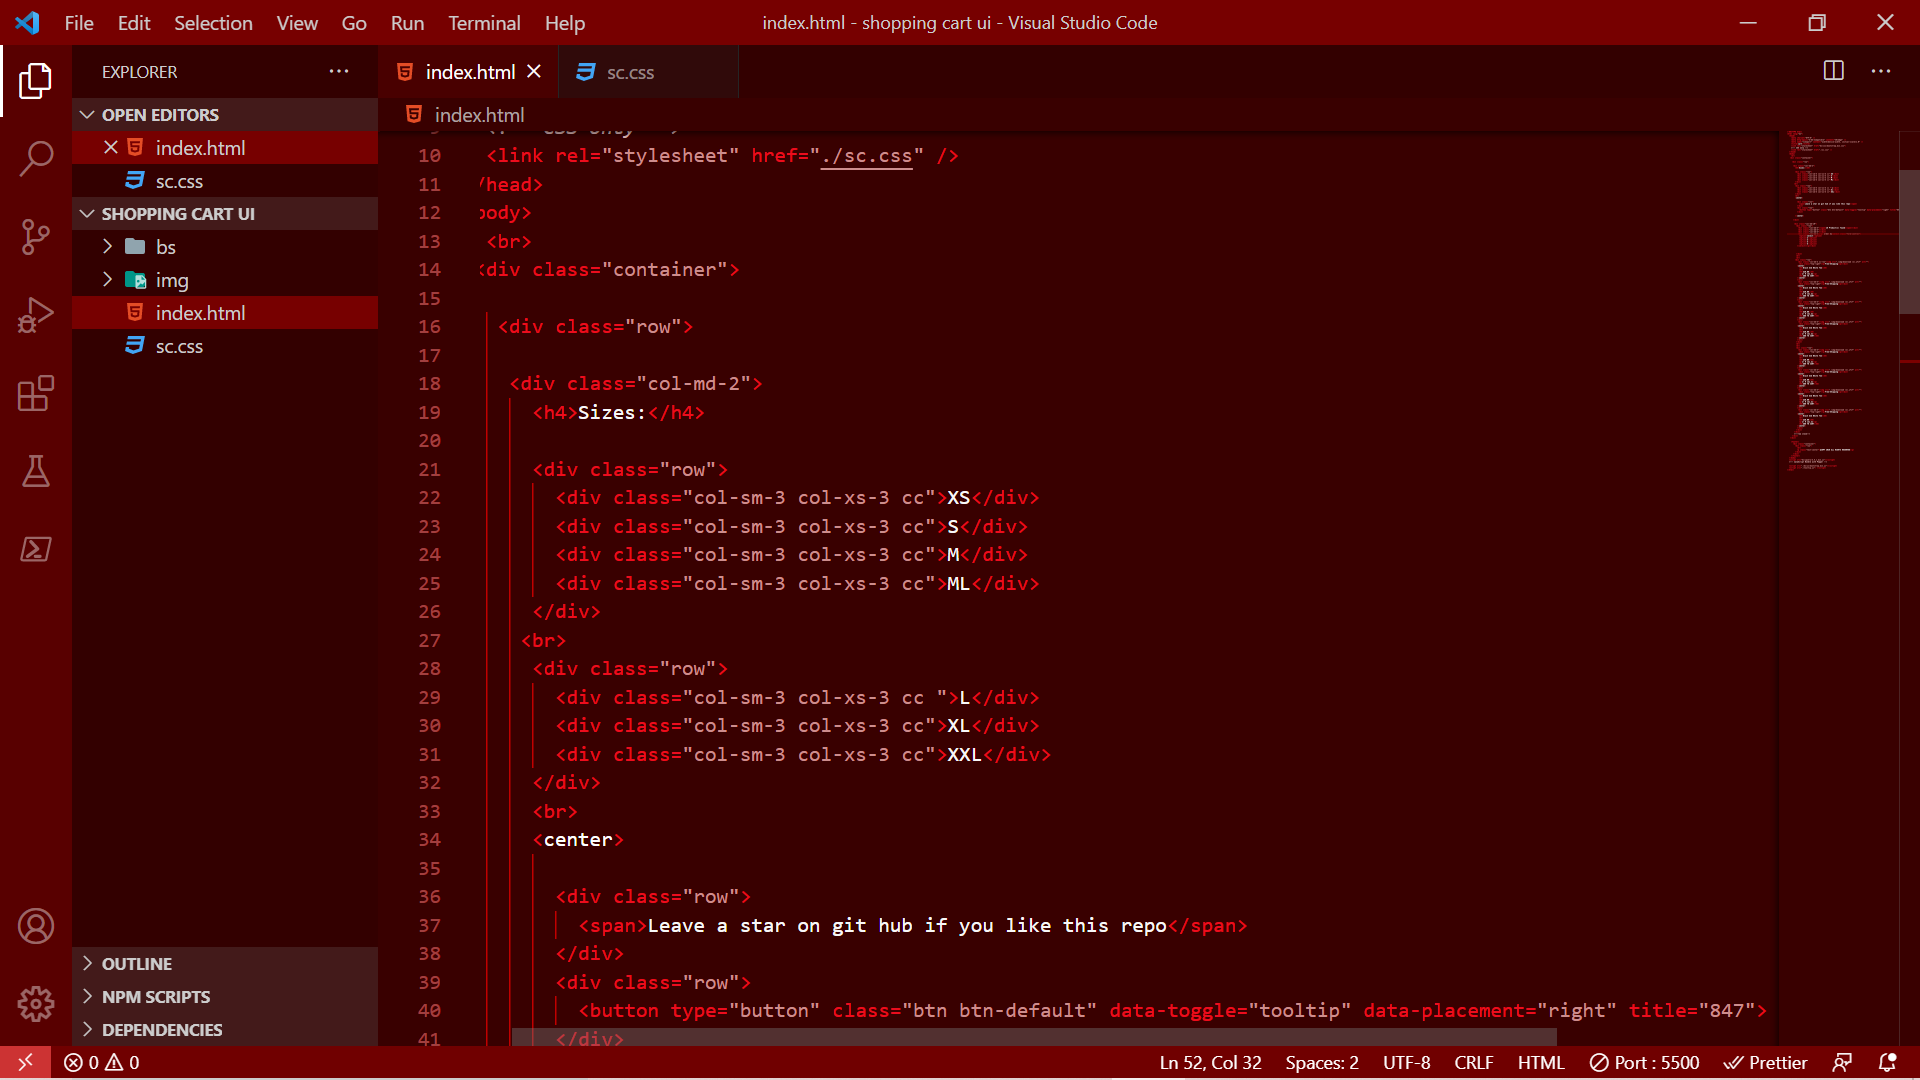 File Edit Selection View Go Run Terminal Help
index.html - shopping cart ui - Visual Studio Code
EXPLORER
OPEN EDITORS
index.html
sc.css
SHOPPING CART UI
bs
img
index.html
sc.css
OUTLINE
NPM SCRIPTS
DEPENDENCIES
index.html
sc.css
index.html
10 <link rel="stylesheet" href="./sc.css" />
11 /head>
12 body>
13 <br>
14 <div class="container">
15
16 <div class="row">
17
18 <div class="col-md-2">
19 <h4>Sizes:</h4>
20
21 <div class="row">
22 <div class="col-sm-3 col-xs-3 cc">XS</div>
23 <div class="col-sm-3 col-xs-3 cc">S</div>
24 <div class="col-sm-3 col-xs-3 cc">M</div>
25 <div class="col-sm-3 col-xs-3 cc">ML</div>
26 </div>
27 <br>
28 <div class="row">
29 <div class="col-sm-3 col-xs-3 cc ">L</div>
30 <div class="col-sm-3 col-xs-3 cc">XL</div>
31 <div class="col-sm-3 col-xs-3 cc">XXL</div>
32 </div>
33 <br>
34 <center>
35
36 <div class="row">
37 <span>Leave a star on git hub if you like this repo</span>
38 </div>
39 <div class="row">
40 <button type="button" class="btn btn-default" data-toggle="tooltip" data-placement="right" title="847">
41 </div>
0 0
Ln 52, Col 32 Spaces: 2 UTF-8 CRLF HTML Port : 5500 Prettier